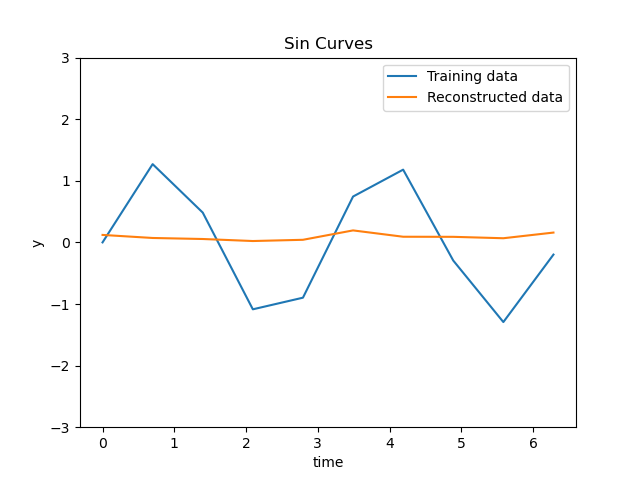 Sin Curves
Training data
Reconstructed data
3
2
1
0
−1
−2
−3
y
0 1 2 3 4 5 6
time